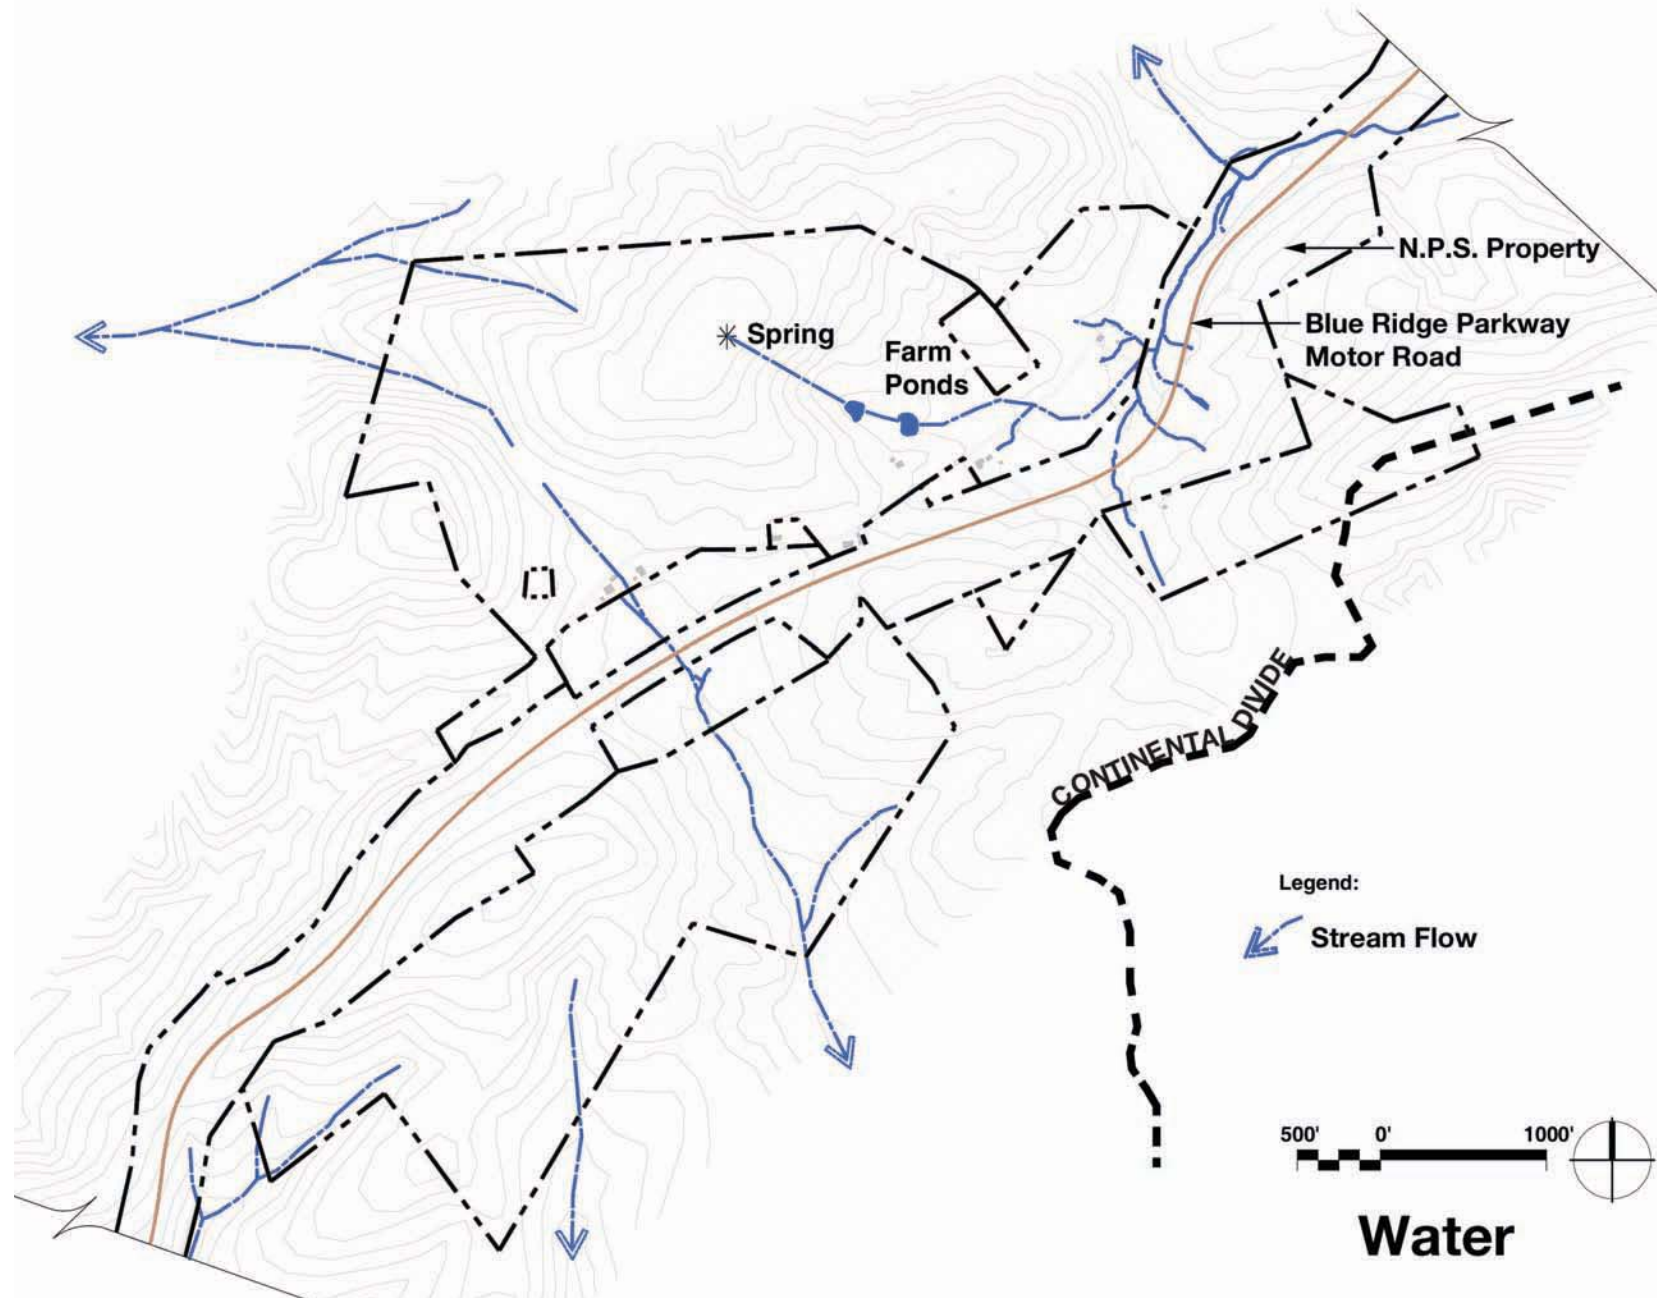 N.P.S. Property
Spring
Blue Ridge Parkway
Motor Road
Farm
Ponds
CONTINENTAL DIVIDE
Legend:
Stream Flow
500' 0' 1000'
Water